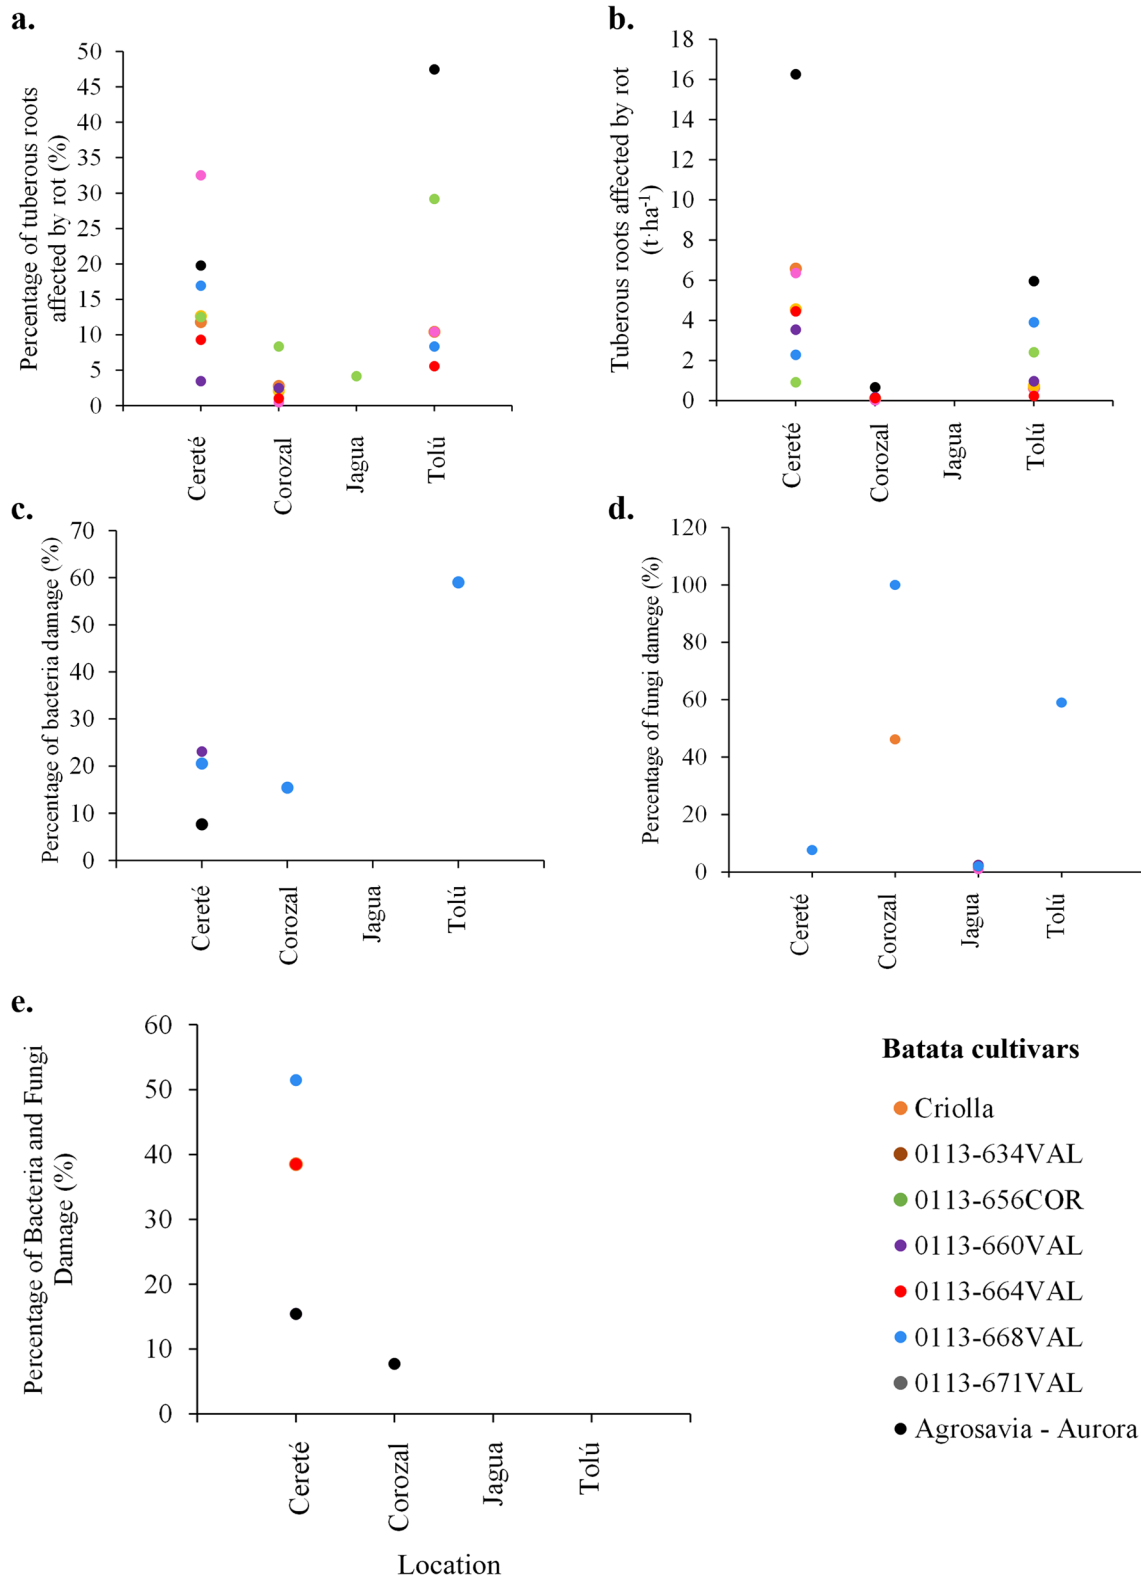 a.
Percentage of tuberous roots
affected by rot (%)
50
45
40
35
30
25
20
15
10
5
0
Cereté
Corozal
Jagua
Tolú
b.
Tuberous roots affected by rot
(t·ha-1)
18
16
14
12
10
8
6
4
2
0
Cereté
Corozal
Jagua
Tolú
c.
Percentage of bacteria damage (%)
70
60
50
40
30
20
10
0
Cereté
Corozal
Jagua
Tolú
d.
Percentage of fungi damege (%)
120
100
80
60
40
20
0
Cereté
Corozal
Jagua
Tolú
e.
Percentage of Bacteria and Fungi
Damage (%)
60
50
40
30
20
10
0
Cereté
Corozal
Jagua
Tolú
Location
Batata cultivars
Criolla
0113-634VAL
0113-656COR
0113-660VAL
0113-664VAL
0113-668VAL
0113-671VAL
Agrosavia - Aurora